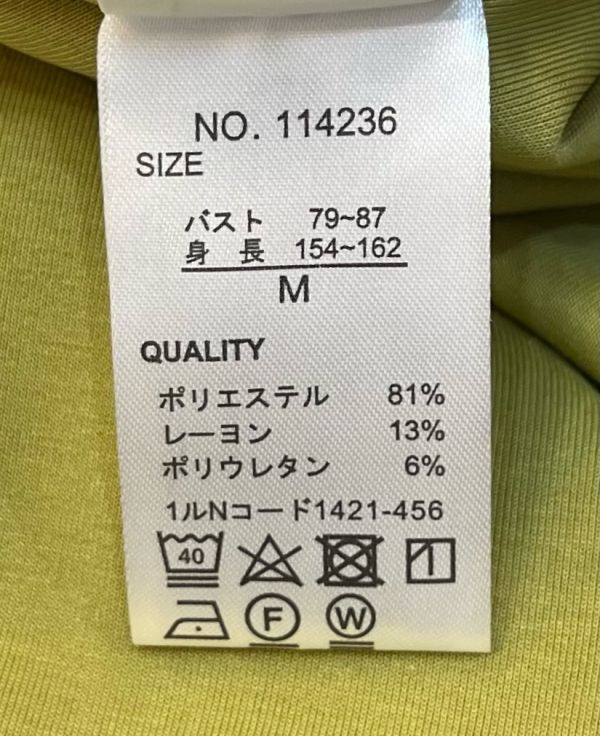 NO. 114236
SIZE
バスト 79~87
身 長 154~162
M
QUALITY
ポリエステル 81%
レーヨン 13%
ポリウレタン 6%
1ルNコード1421-456
40
F W